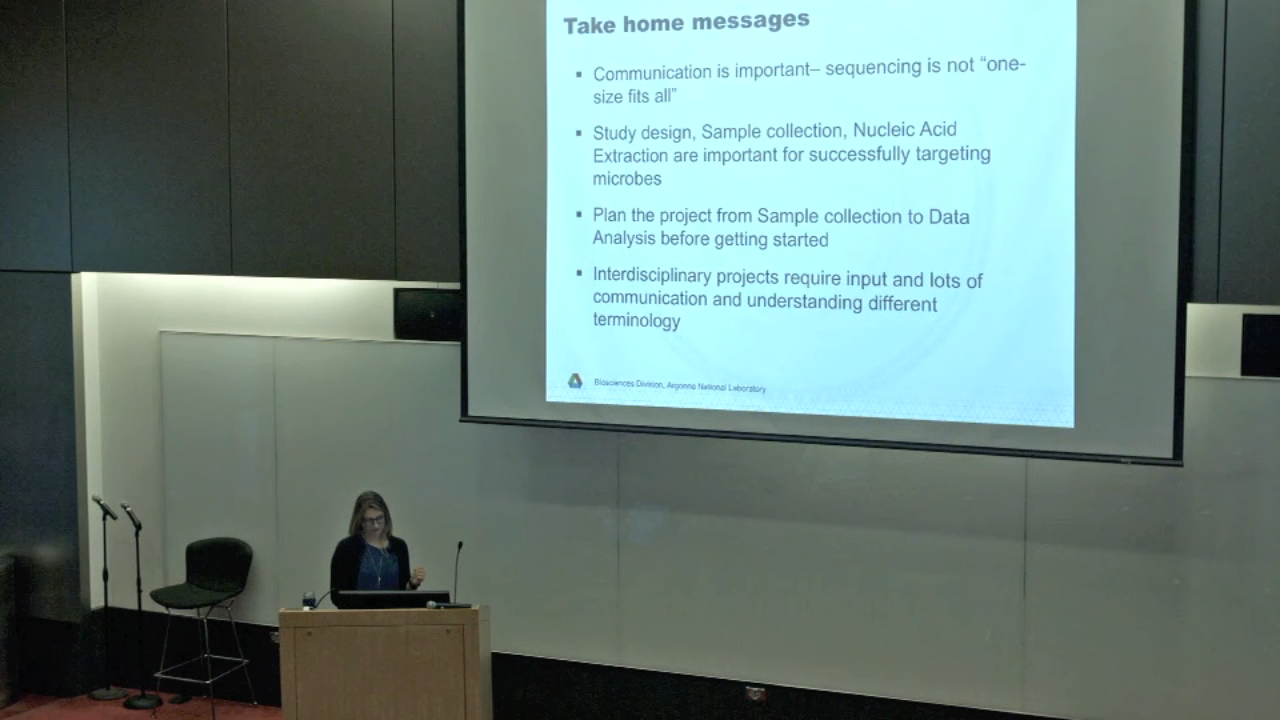 Take home messages
▪ Communication is important– sequencing is not “one-
size fits all”
▪ Study design, Sample collection, Nucleic Acid
Extraction are important for successfully targeting
microbes
▪ Plan the project from Sample collection to Data
Analysis before getting started
▪ Interdisciplinary projects require input and lots of
communication and understanding different
terminology
Biosciences Division, Argonne National Laboratory